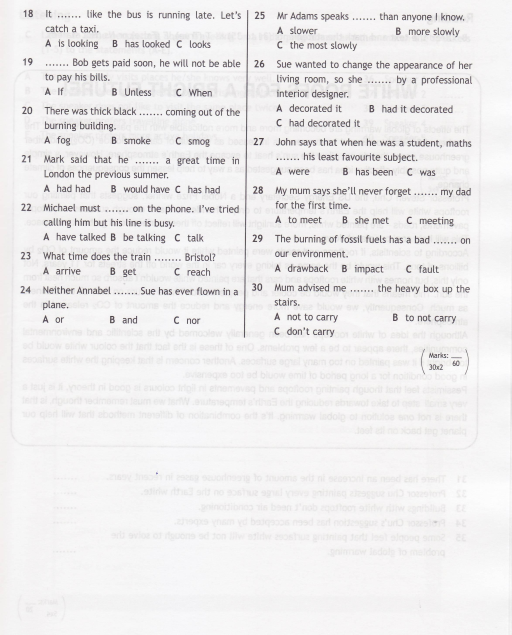 18 It ....... like the bus is running late. Let's
catch a taxi.
A is looking B has looked C looks
19 ....... Bob gets paid soon, he will not be able
to pay his bills.
A If B Unless C When
20 There was thick black ....... coming out of the
burning building.
A fog B smoke C smog
21 Mark said that he ....... a great time in
London the previous summer.
A had had B would have C has had
22 Michael must ....... on the phone. I've tried
calling him but his line is busy.
A have talked B be talking C talk
23 What time does the train ....... Bristol?
A arrive B get C reach
24 Neither Annabel ....... Sue has ever flown in a
plane.
A or B and C nor
25 Mr Adams speaks ....... than anyone I know.
A slower B more slowly
C the most slowly
26 Sue wanted to change the appearance of her
living room, so she ....... by a professional
interior designer.
A decorated it B had it decorated
C had decorated it
27 John says that when he was a student, maths
....... his least favourite subject.
A were B has been C was
28 My mum says she'll never forget ....... my dad
for the first time.
A to meet B she met C meeting
29 The burning of fossil fuels has a bad ....... on
our environment.
A drawback B impact C fault
30 Mum advised me ....... the heavy box up the
stairs.
A not to carry B to not carry
C don't carry
Marks: ___
30x2 60